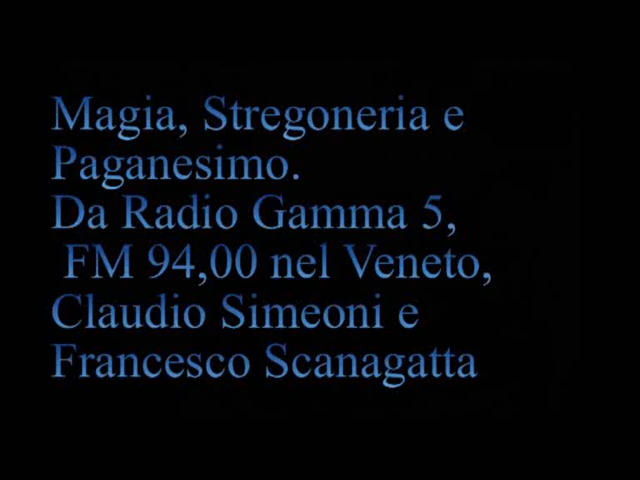 Magia, Stregoneria e
Paganesimo.
Da Radio Gamma 5,
FM 94,00 nel Veneto,
Claudio Simeoni e
Francesco Scanagatta